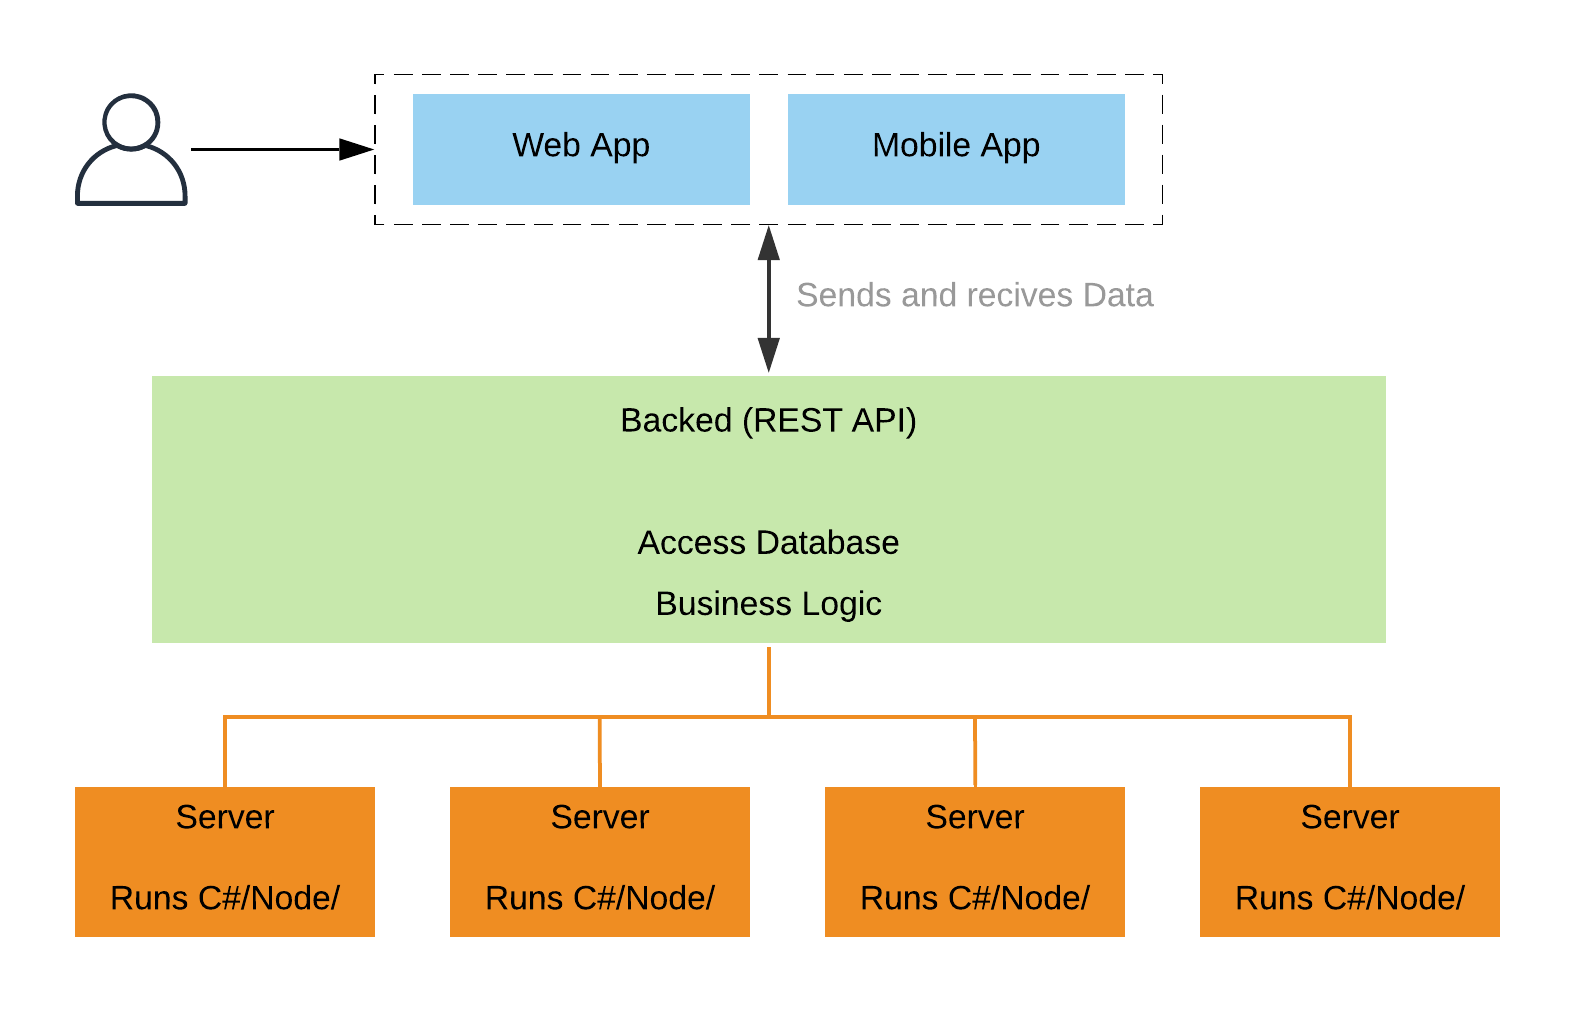 Web App
Mobile App
Sends and recives Data
Backed (REST API)
Access Database
Business Logic
Server
Runs C#/Node/
Server
Runs C#/Node/
Server
Runs C#/Node/
Server
Runs C#/Node/